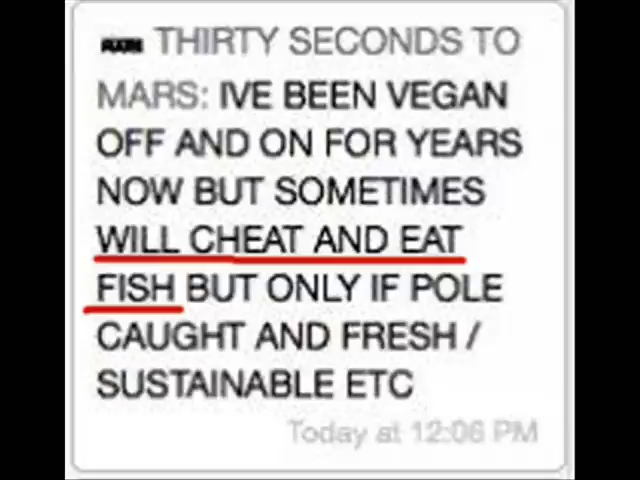 THIRTY SECONDS TO
MARS: IVE BEEN VEGAN
OFF AND ON FOR YEARS
NOW BUT SOMETIMES
WILL CHEAT AND EAT
FISH BUT ONLY IF POLE
CAUGHT AND FRESH /
SUSTAINABLE ETC
Today at 12:06 PM